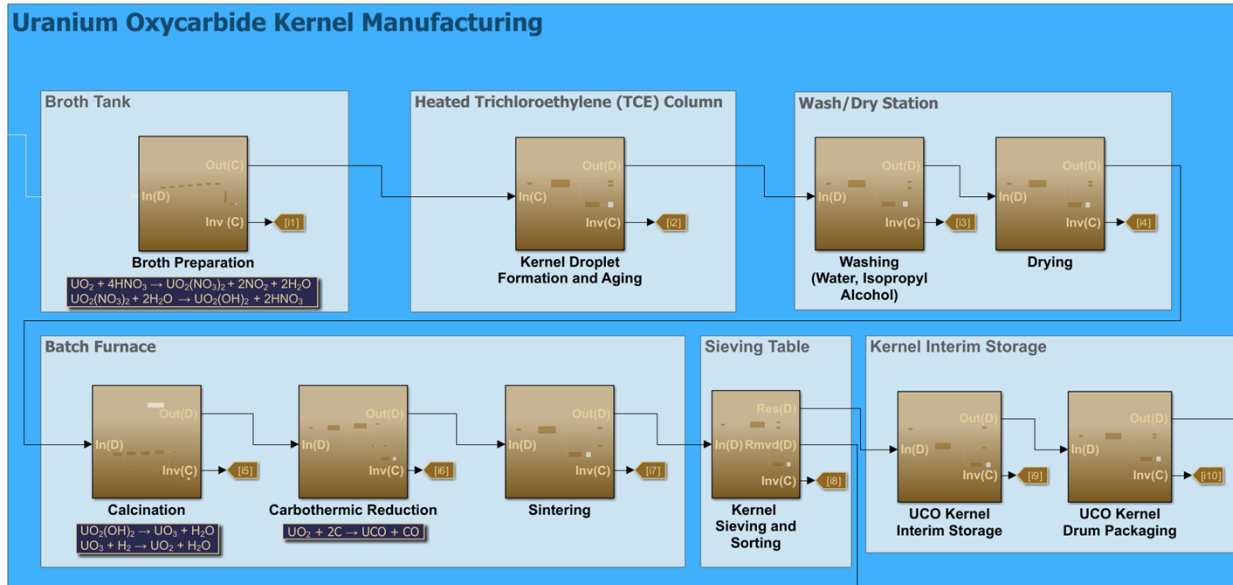 Uranium Oxycarbide Kernel Manufacturing
Broth Tank
Out(C)
In(D)
Inv (C)
[i1]
Broth Preparation
UO₂ + 4HNO₃ → UO₂(NO₃)₂ + 2NO₂ + 2H₂O
UO₂(NO₃)₂ + 2H₂O → UO₂(OH)₂ + 2HNO₃
Heated Trichloroethylene (TCE) Column
Out(D)
In(C)
Inv(C)
[i2]
Kernel Droplet
Formation and Aging
Wash/Dry Station
Out(D)
In(D)
Inv(C)
[i3]
Washing
(Water, Isopropyl
Alcohol)
Out(D)
In(D)
Inv(C)
[i4]
Drying
Batch Furnace
Out(D)
In(D)
Inv(C)
[i5]
Calcination
UO₂(OH)₂ → UO₃ + H₂O
UO₃ + H₂ → UO₂ + H₂O
Out(D)
In(D)
Inv(C)
[i6]
Carbothermic Reduction
UO₂ + 2C → UCO + CO
Out(D)
In(D)
Inv(C)
[i7]
Sintering
Sieving Table
Res(D)
In(D)
Rmvd(D)
Inv(C)
[i8]
Kernel
Sieving and
Sorting
Kernel Interim Storage
Out(D)
In(D)
Inv(C)
[i9]
UCO Kernel
Interim Storage
Out(D)
In(D)
Inv(C)
[i10]
UCO Kernel
Drum Packaging